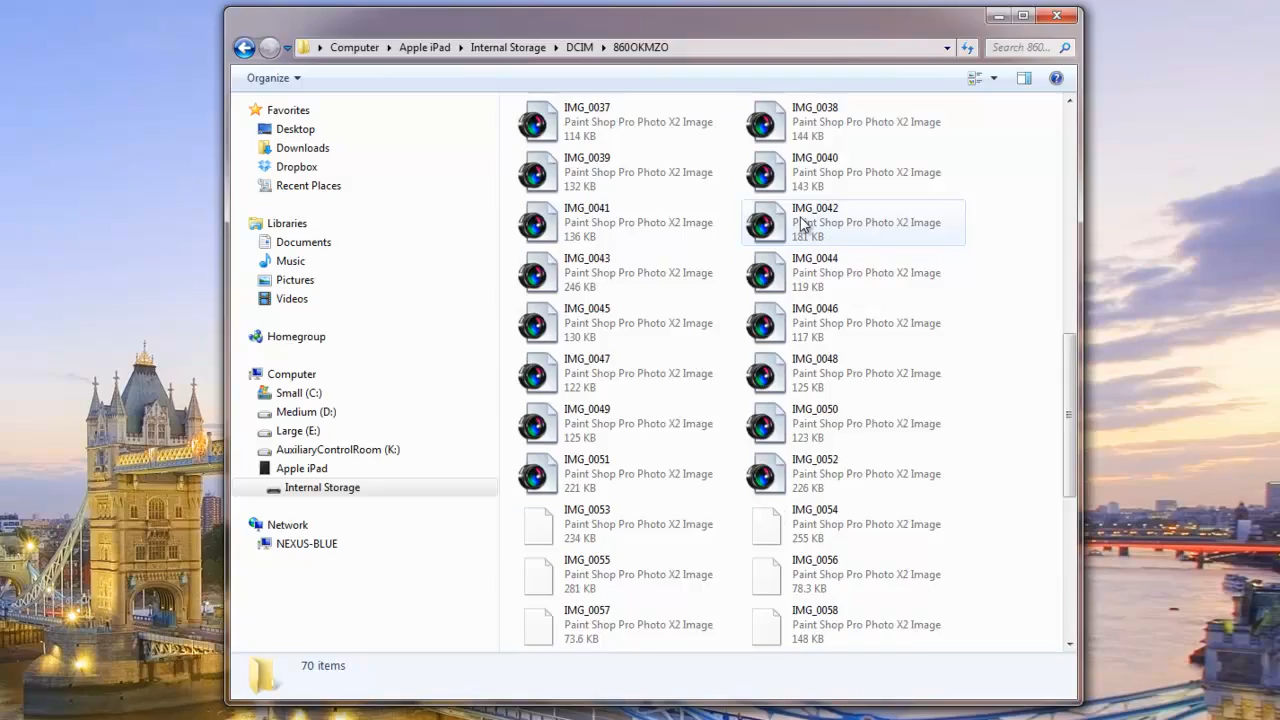 Computer Apple iPad Internal Storage DCIM 860OKMZO Search 860...
Organize
Favorites
Desktop
Downloads
Dropbox
Recent Places
Libraries
Documents
Music
Pictures
Videos
Homegroup
Computer
Small (C:)
Medium (D:)
Large (E:)
AuxiliaryControlRoom (K:)
Apple iPad
Internal Storage
Network
NEXUS-BLUE
IMG_0037
Paint Shop Pro Photo X2 Image
114 KB
IMG_0038
Paint Shop Pro Photo X2 Image
144 KB
IMG_0039
Paint Shop Pro Photo X2 Image
132 KB
IMG_0040
Paint Shop Pro Photo X2 Image
143 KB
IMG_0041
Paint Shop Pro Photo X2 Image
136 KB
IMG_0042
Paint Shop Pro Photo X2 Image
181 KB
IMG_0043
Paint Shop Pro Photo X2 Image
246 KB
IMG_0044
Paint Shop Pro Photo X2 Image
119 KB
IMG_0045
Paint Shop Pro Photo X2 Image
130 KB
IMG_0046
Paint Shop Pro Photo X2 Image
117 KB
IMG_0047
Paint Shop Pro Photo X2 Image
122 KB
IMG_0048
Paint Shop Pro Photo X2 Image
125 KB
IMG_0049
Paint Shop Pro Photo X2 Image
125 KB
IMG_0050
Paint Shop Pro Photo X2 Image
123 KB
IMG_0051
Paint Shop Pro Photo X2 Image
221 KB
IMG_0052
Paint Shop Pro Photo X2 Image
226 KB
IMG_0053
Paint Shop Pro Photo X2 Image
234 KB
IMG_0054
Paint Shop Pro Photo X2 Image
255 KB
IMG_0055
Paint Shop Pro Photo X2 Image
281 KB
IMG_0056
Paint Shop Pro Photo X2 Image
78.3 KB
IMG_0057
Paint Shop Pro Photo X2 Image
73.6 KB
IMG_0058
Paint Shop Pro Photo X2 Image
148 KB
70 items